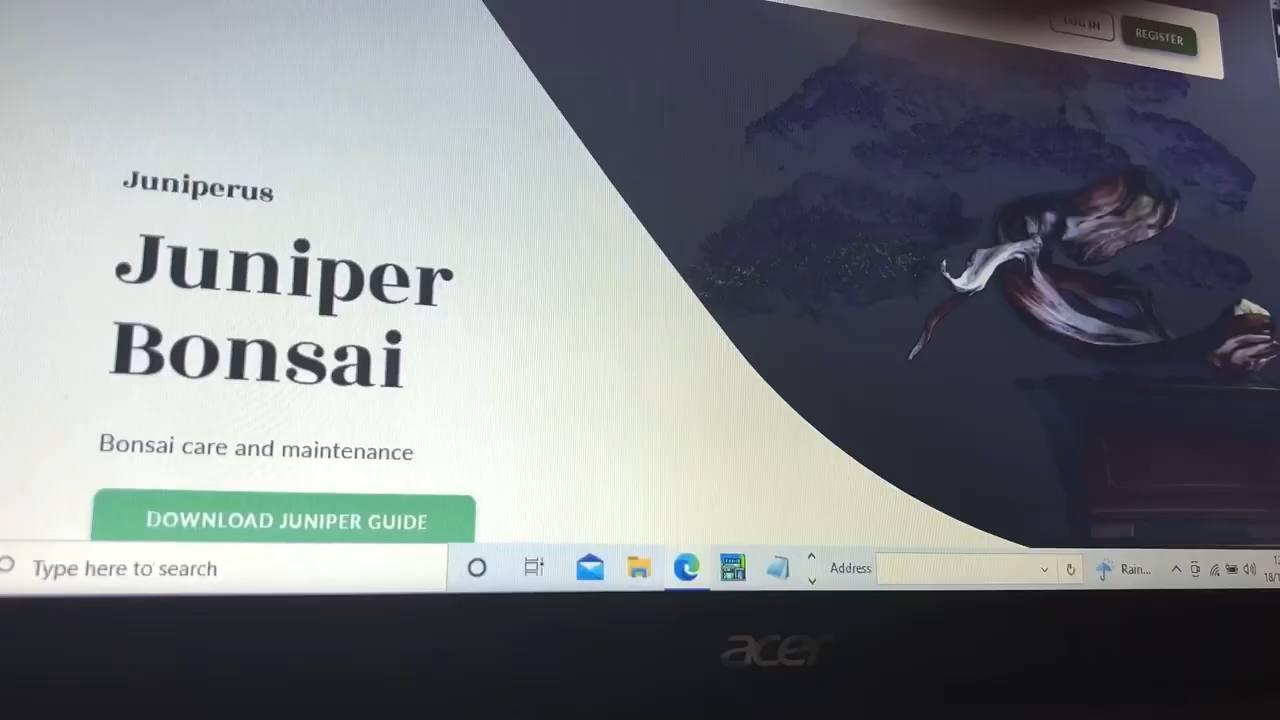 LOG IN
REGISTER
Juniperus
Juniper
Bonsai
Bonsai care and maintenance
DOWNLOAD JUNIPER GUIDE
Type here to search
Address
Rain...
acer